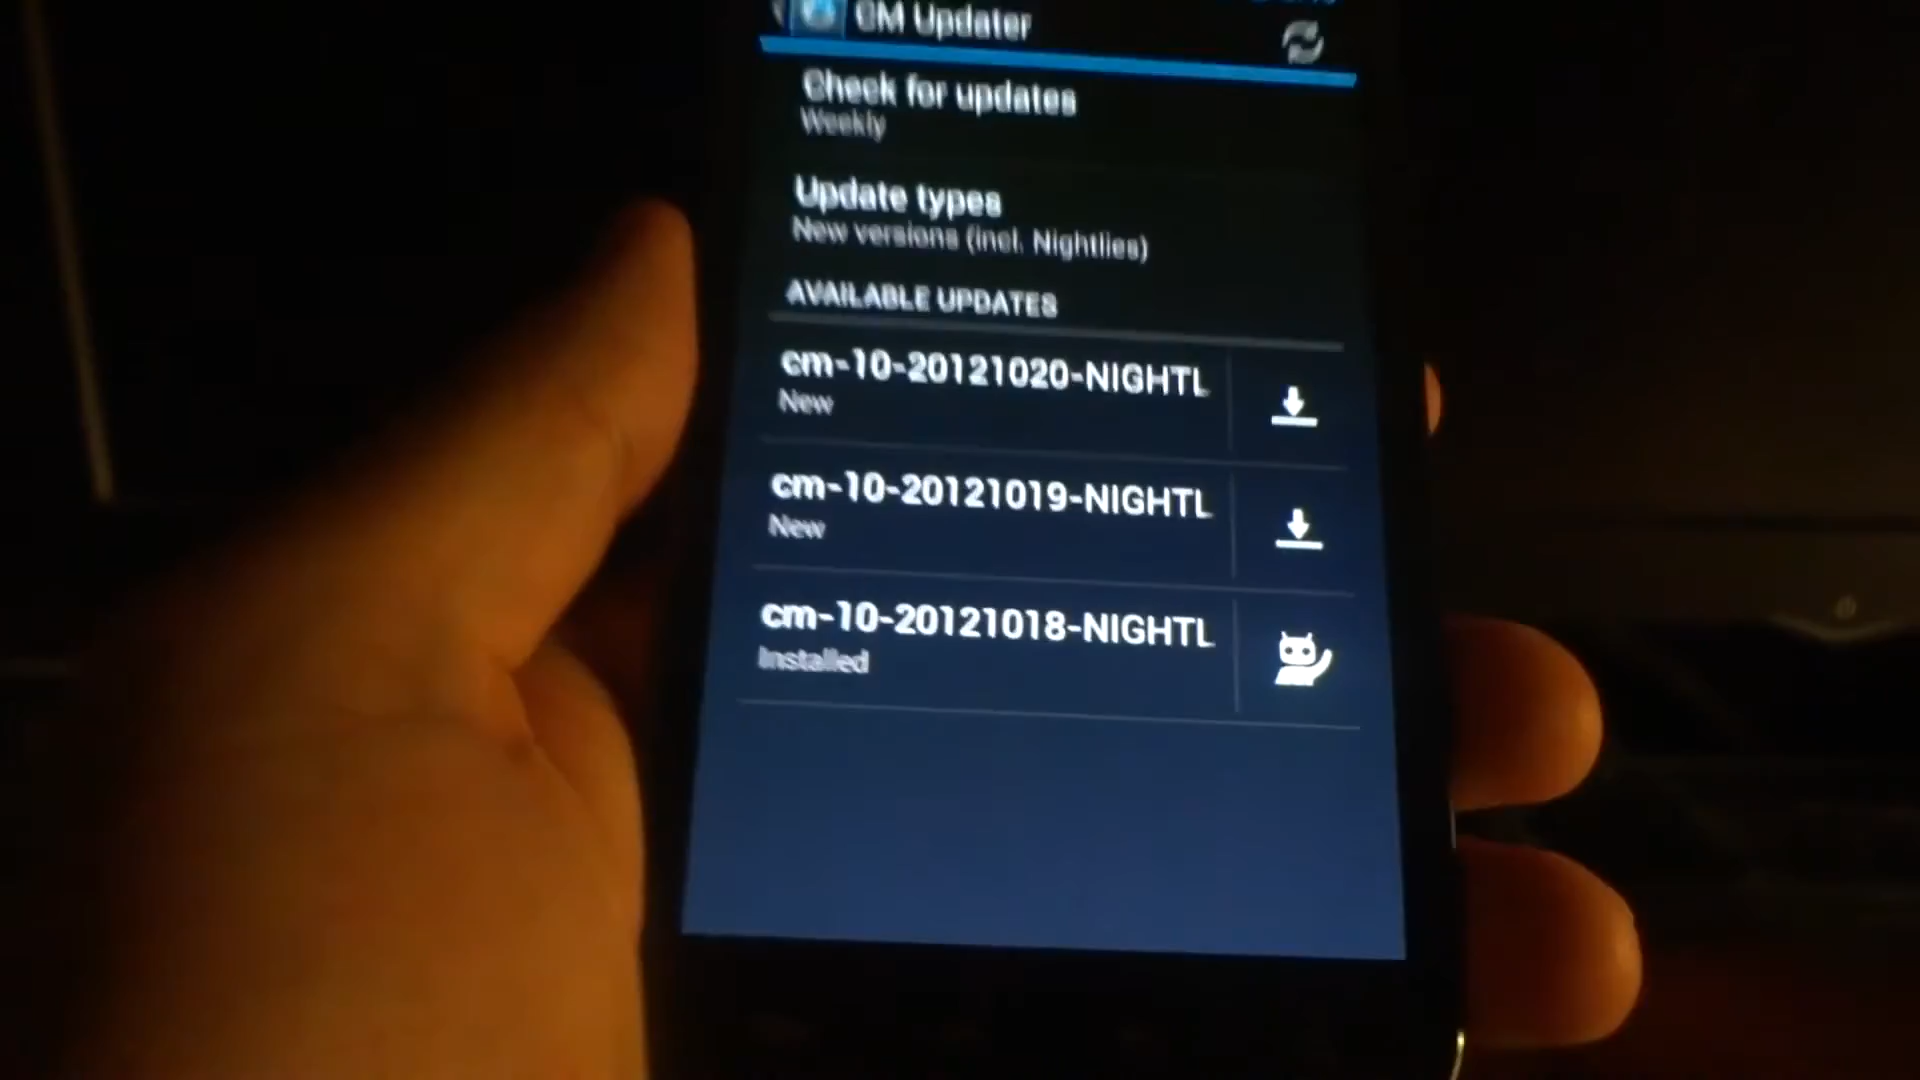 CM Updater
Check for updates
Weekly
Update types
New versions (incl. Nightlies)
AVAILABLE UPDATES
cm-10-20121020-NIGHTL
New
cm-10-20121019-NIGHTL
New
cm-10-20121018-NIGHTL
Installed